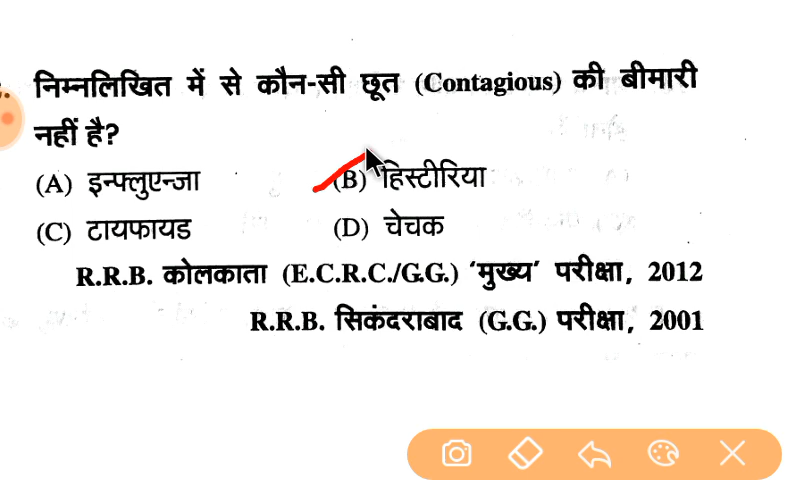 निम्नलिखित में से कौन-सी छूत (Contagious) की बीमारी
नहीं है?
(A) इन्फ्लुएन्जा (B) हिस्टीरिया
(C) टायफायड (D) चेचक
R.R.B. कोलकाता (E.C.R.C./G.G.) ‘मुख्य’ परीक्षा, 2012
R.R.B. सिकंदराबाद (G.G.) परीक्षा, 2001